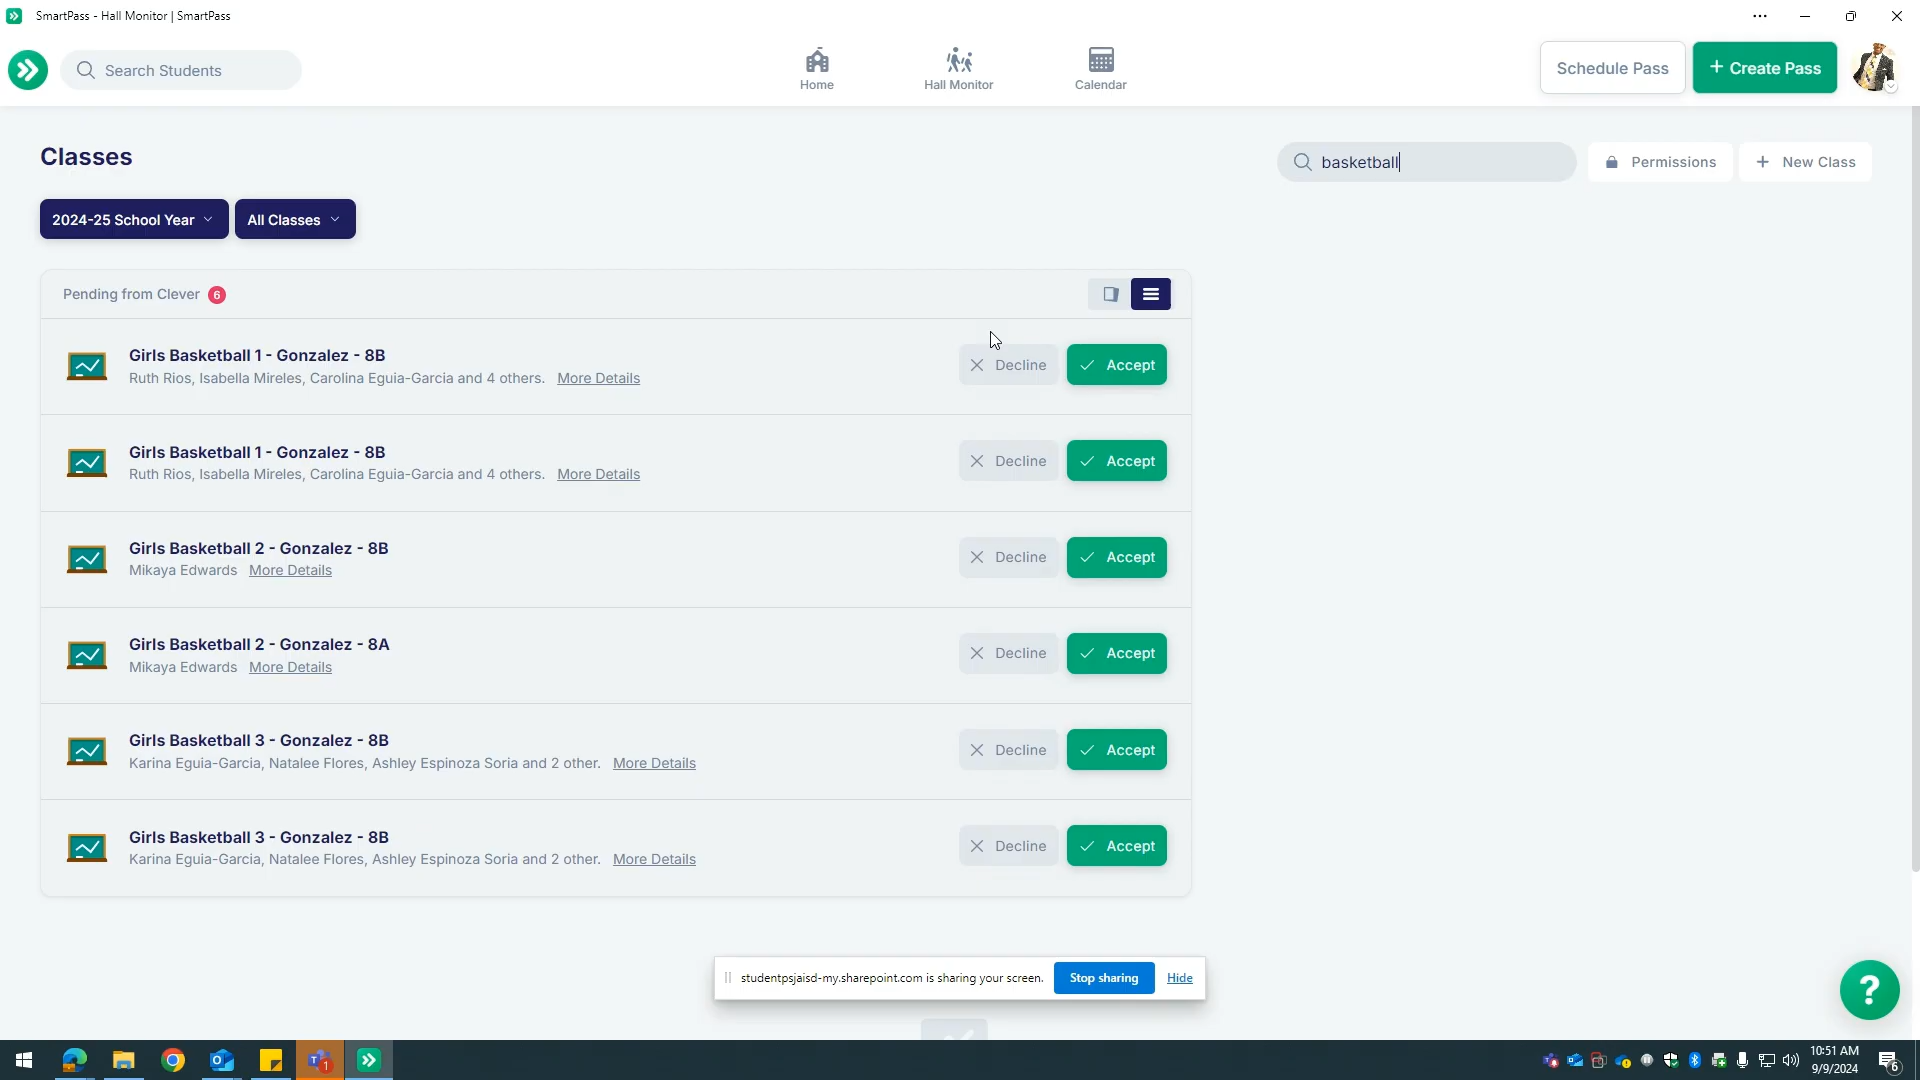 SmartPass - Hall Monitor | SmartPass
Search Students
Home
Hall Monitor
Calendar
Schedule Pass
+ Create Pass
Classes
basketball
Permissions
+ New Class
2024-25 School Year
All Classes
Pending from Clever 6
Girls Basketball 1 - Gonzalez - 8B
Ruth Rios, Isabella Mireles, Carolina Eguia-Garcia and 4 others. More Details
Decline
Accept
Girls Basketball 1 - Gonzalez - 8B
Ruth Rios, Isabella Mireles, Carolina Eguia-Garcia and 4 others. More Details
Decline
Accept
Girls Basketball 2 - Gonzalez - 8B
Mikaya Edwards More Details
Decline
Accept
Girls Basketball 2 - Gonzalez - 8A
Mikaya Edwards More Details
Decline
Accept
Girls Basketball 3 - Gonzalez - 8B
Karina Eguia-Garcia, Natalee Flores, Ashley Espinoza Soria and 2 other. More Details
Decline
Accept
Girls Basketball 3 - Gonzalez - 8B
Karina Eguia-Garcia, Natalee Flores, Ashley Espinoza Soria and 2 other. More Details
Decline
Accept
studentpsjaisd-my.sharepoint.com is sharing your screen.
Stop sharing
Hide
?
1
10:51 AM
9/9/2024
6